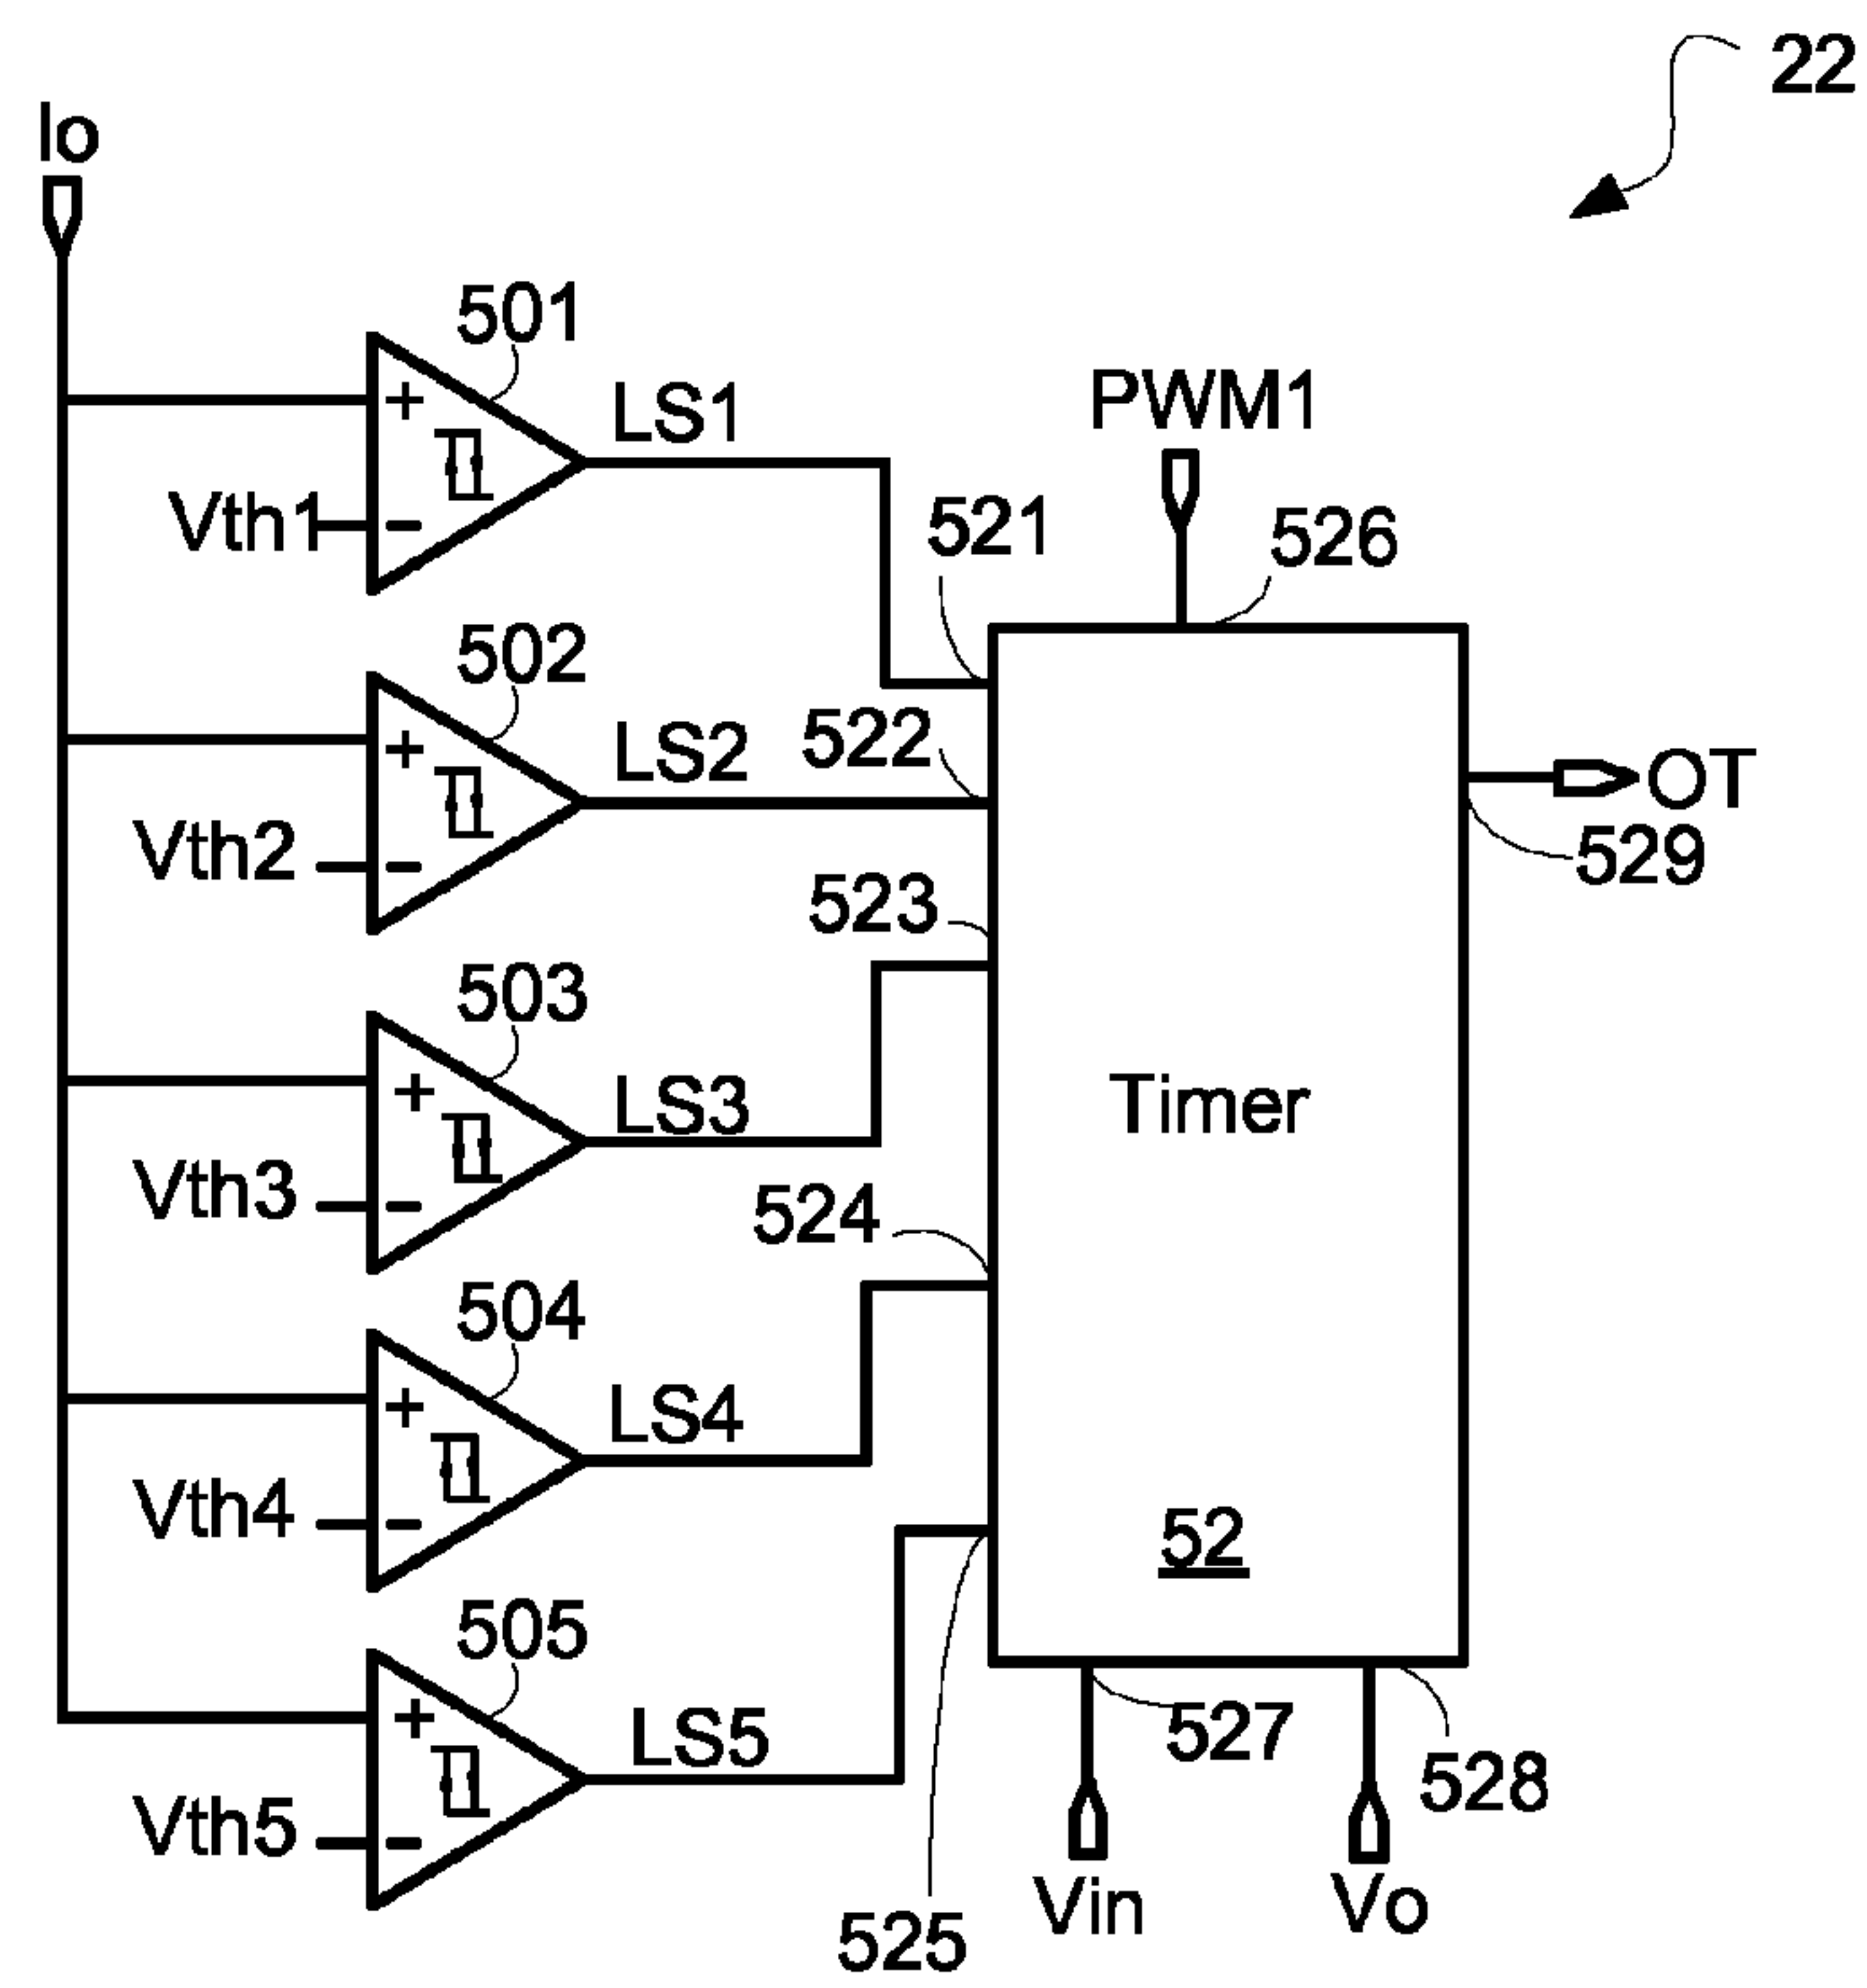 22
Io
501
LS1
PWM1
+
Vth1
-
521
526
502
LS2
522
+
OT
Vth2
-
529
523
503
LS3
+
Timer
Vth3
-
524
504
LS4
+
Vth4
-
52
505
LS5
+
527
528
Vth5
-
Vin
Vo
525